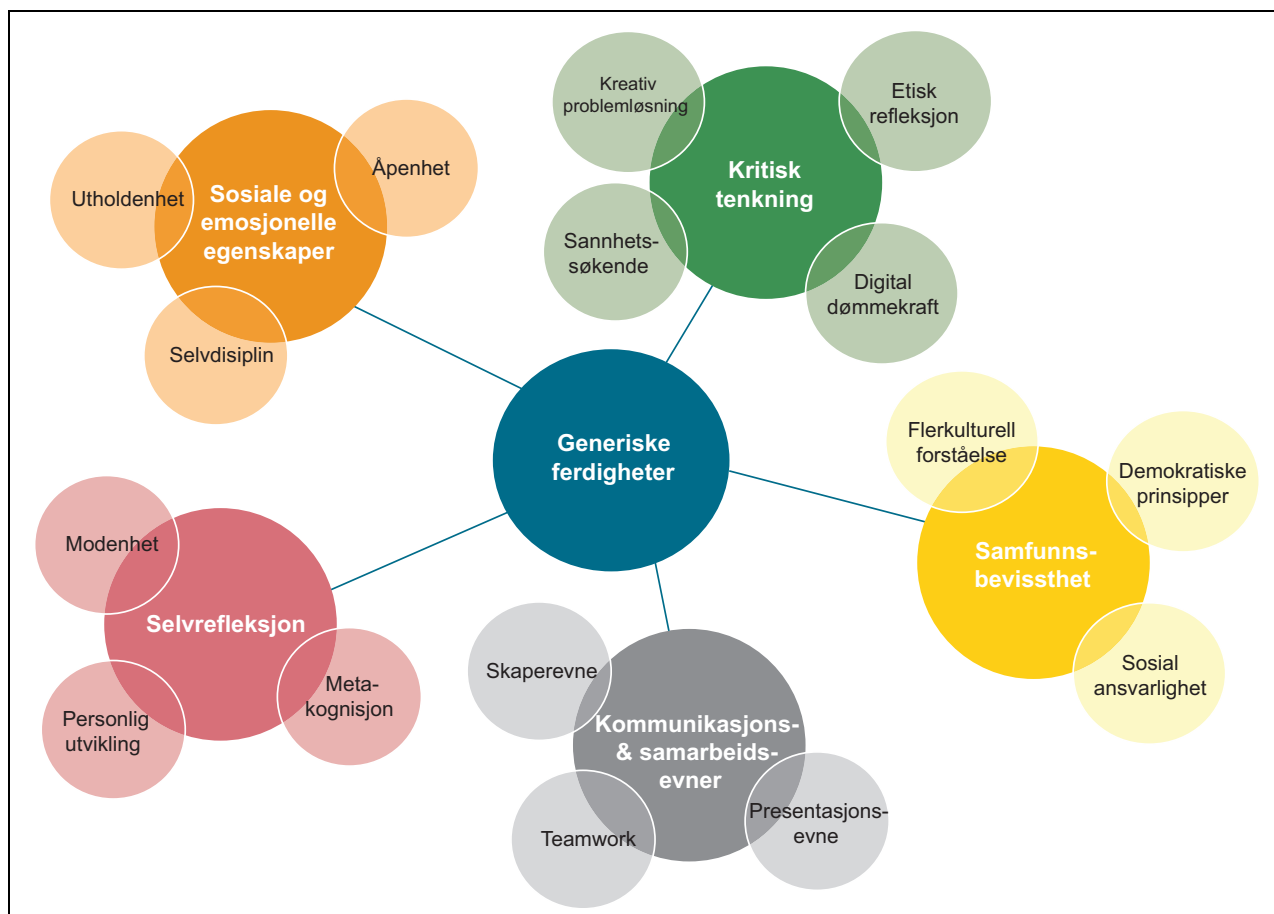 Kreativ
problemløsning
Etisk
refleksjon
Kritisk
tenkning
Sannhets-
søkende
Digital
dømmekraft
Utholdenhet
Åpenhet
Sosiale og
emosjonelle
egenskaper
Selvdisiplin
Generiske
ferdigheter
Flerkulturell
forståelse
Demokratiske
prinsipper
Samfunns-
bevissthet
Sosial
ansvarlighet
Modenhet
Selvrefleksjon
Personlig
utvikling
Meta-
kognisjon
Skaperevne
Kommunikasjons-
& samarbeids-
evner
Teamwork
Presentasjons-
evne